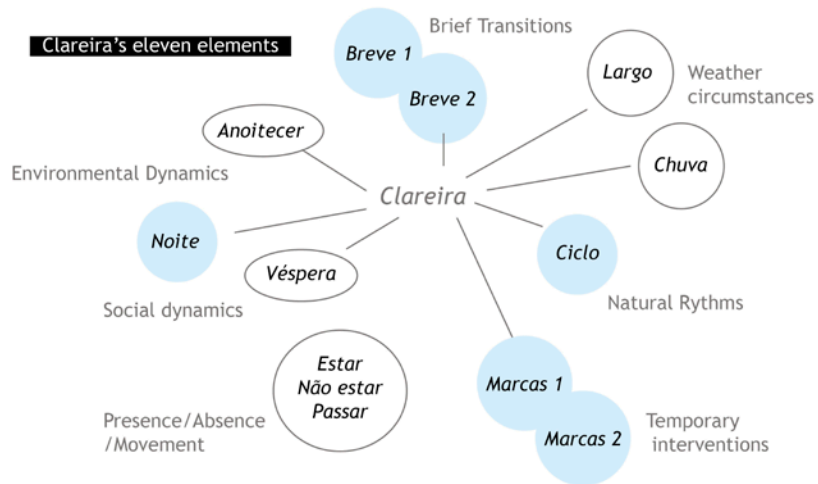 Clareira's eleven elements
Breve 1
Breve 2
Brief Transitions
Largo
Weather
circumstances
Anoitecer
Chuva
Environmental Dynamics
Clareira
Noite
Ciclo
Véspera
Social dynamics
Natural Rythms
Estar
Não estar
Passar
Presence/Absence
/Movement
Marcas 1
Marcas 2
Temporary
interventions